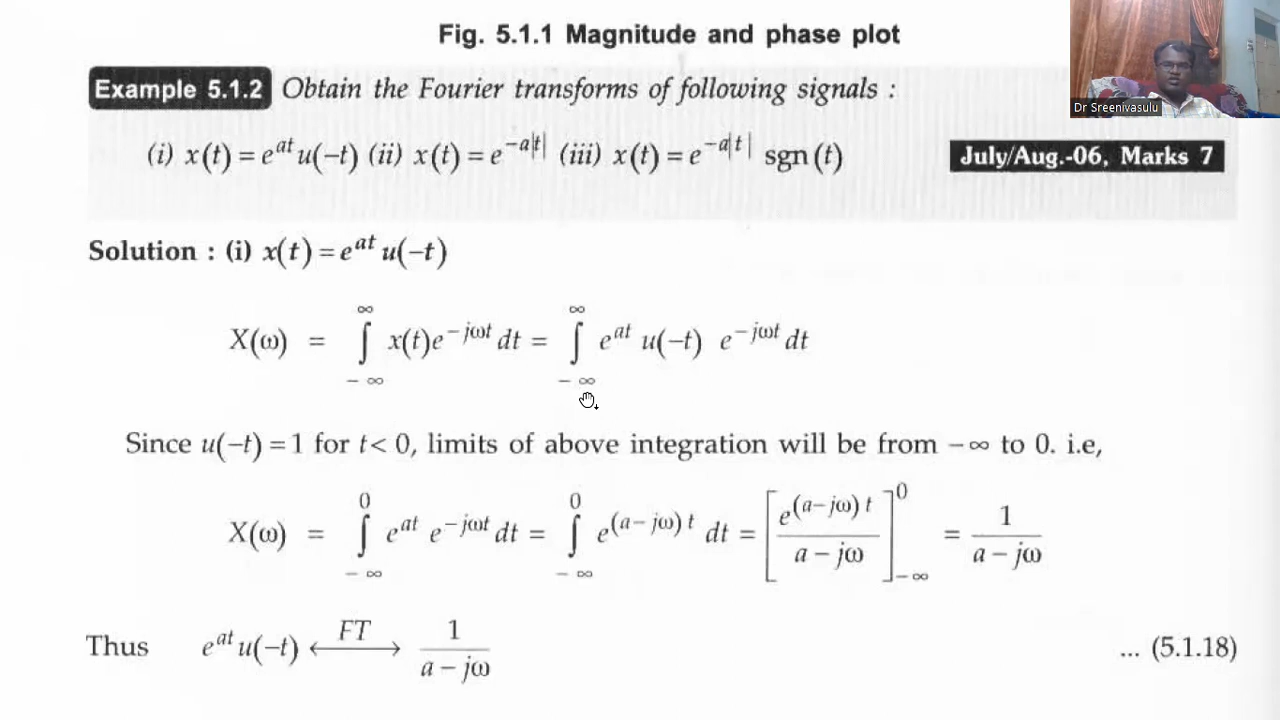 Fig. 5.1.1 Magnitude and phase plot
Dr Sreenivasulu
Example 5.1.2 Obtain the Fourier transforms of following signals :
(i) x(t) = e^{at} u(−t) (ii) x(t) = e^{−a|t|} (iii) x(t) = e^{−a|t|} sgn(t) July/Aug.-06, Marks 7
Solution : (i) x(t) = e^{at} u(−t)
X(ω) = ∫_{−∞}^{∞} x(t)e^{−jωt} dt = ∫_{−∞}^{∞} e^{at} u(−t) e^{−jωt} dt
Since u(−t) = 1 for t < 0, limits of above integration will be from −∞ to 0. i.e,
X(ω) = ∫_{−∞}^{0} e^{at} e^{−jωt} dt = ∫_{−∞}^{0} e^{(a−jω) t} dt = [e^{(a−jω) t} / (a − jω)]_{−∞}^{0} = 1 / (a − jω)
Thus e^{at} u(−t) ⟷^{FT} 1 / (a − jω) ... (5.1.18)